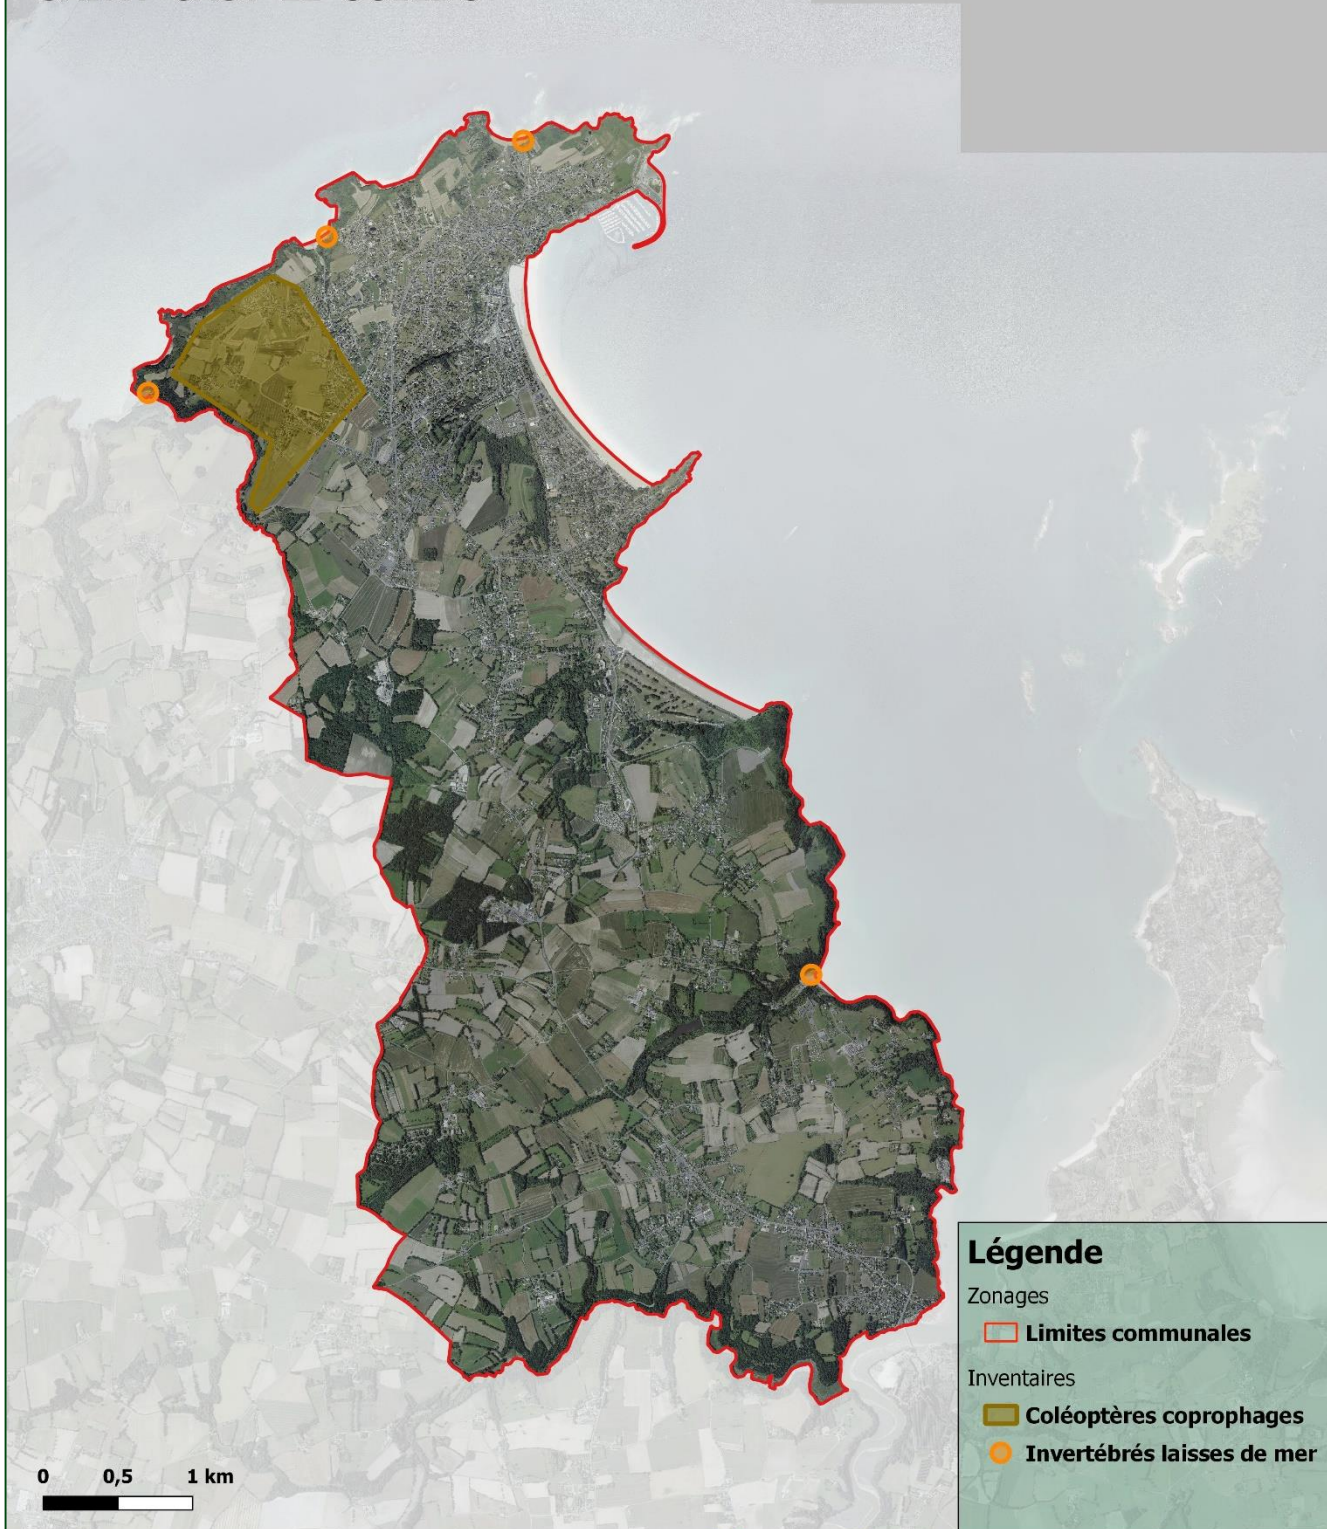 Légende
Zonages
Limites communales
Inventaires
Coléoptères coprophages
Invertébrés laisses de mer
0 0,5 1 km